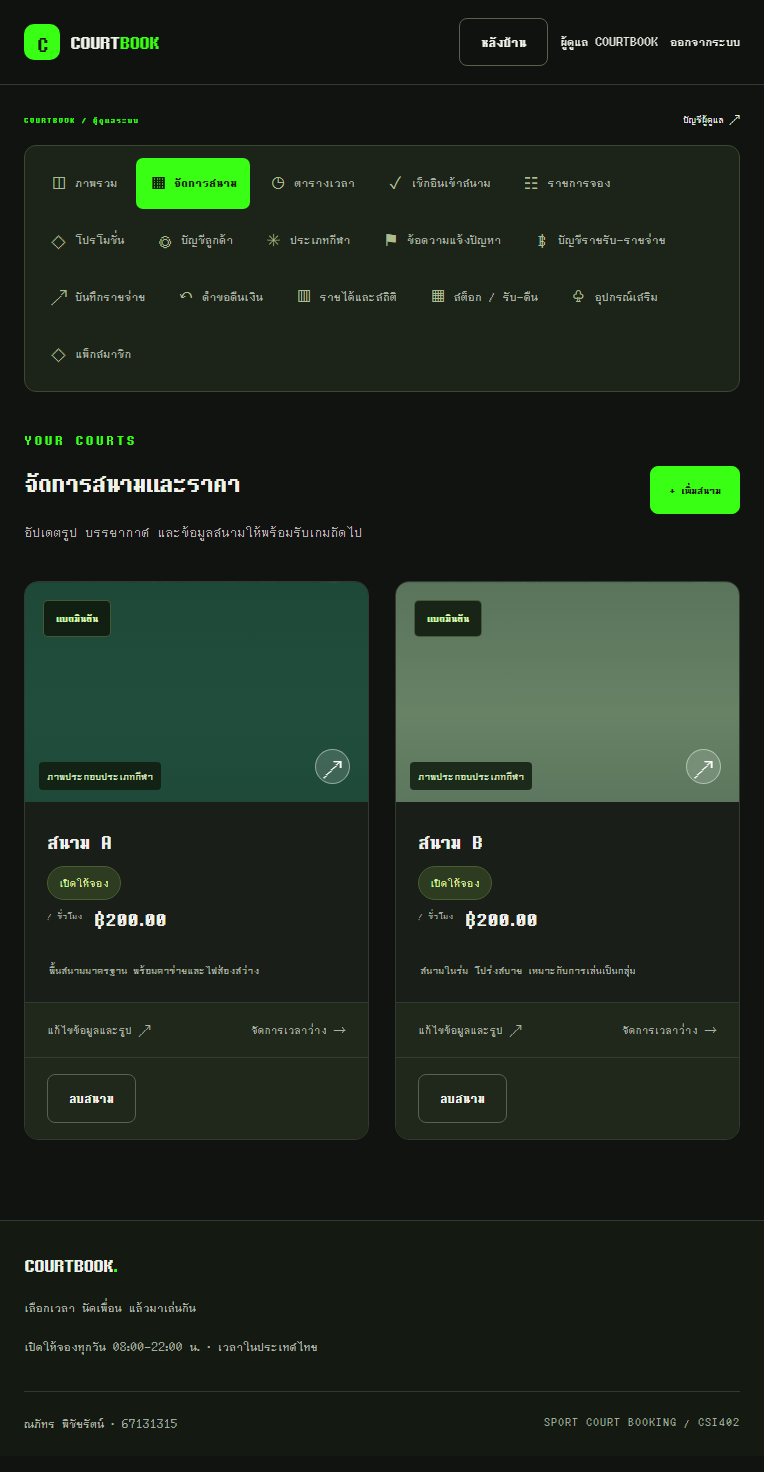 C COURTBOOK หลังบ้าน ผู้ดูแล COURTBOOK ออกจากระบบ
COURTBOOK / ผู้ดูแลระบบ บัญชีผู้ดูแล ↗
ภาพรวม จัดการสนาม ตารางเวลา เช็กอินเข้าสนาม รายการจอง
โปรโมชั่น บัญชีลูกค้า ประเภทกีฬา ข้อความแจ้งปัญหา บัญชีรายรับ-รายจ่าย
บันทึกรายจ่าย คำขอคืนเงิน รายได้และสถิติ สต็อก / รับ-คืน อุปกรณ์เสริม
แพ็กสมาชิก
YOUR COURTS
จัดการสนามและราคา
+ เพิ่มสนาม
อัปเดตรูป บรรยากาศ และข้อมูลสนามให้พร้อมรับเกมถัดไป
แบดมินตัน แบดมินตัน
ภาพประกอบประเภทกีฬา ↗ ภาพประกอบประเภทกีฬา ↗
สนาม A สนาม B
เปิดให้จอง เปิดให้จอง
/ ชั่วโมง ฿200.00 / ชั่วโมง ฿200.00
พื้นสนามมาตรฐาน พร้อมตาข่ายและไฟส่องสว่าง สนามในร่ม โปร่งสบาย เหมาะกับการเล่นเป็นกลุ่ม
แก้ไขข้อมูลและรูป ↗ จัดการเวลาว่าง → แก้ไขข้อมูลและรูป ↗ จัดการเวลาว่าง →
ลบสนาม ลบสนาม
COURTBOOK.
เลือกเวลา นัดเพื่อน แล้วมาเล่นกัน
เปิดให้จองทุกวัน 08:00–22:00 น. · เวลาในประเทศไทย
ณภัทร พิชัยรัตน์ · 67131315 SPORT COURT BOOKING / CSI402